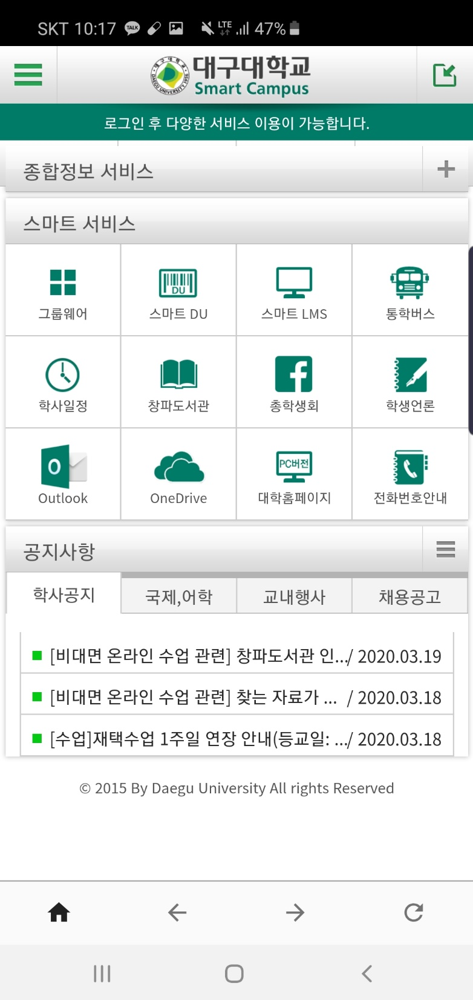 SKT 10:17 TALK LTE 47%
대구대학교
Smart Campus
DAEGU UNIVERSITY 1956
로그인 후 다양한 서비스 이용이 가능합니다.
종합정보 서비스
스마트 서비스
DU
그룹웨어 스마트 DU 스마트 LMS 통학버스
학사일정 창파도서관 총학생회 학생언론
PC버전
Outlook OneDrive 대학홈페이지 전화번호안내
공지사항
학사공지 국제,어학 교내행사 채용공고
[비대면 온라인 수업 관련] 창파도서관 인.../ 2020.03.19
[비대면 온라인 수업 관련] 찾는 자료가 ... / 2020.03.18
[수업]재택수업 1주일 연장 안내(등교일: .../ 2020.03.18
© 2015 By Daegu University All rights Reserved